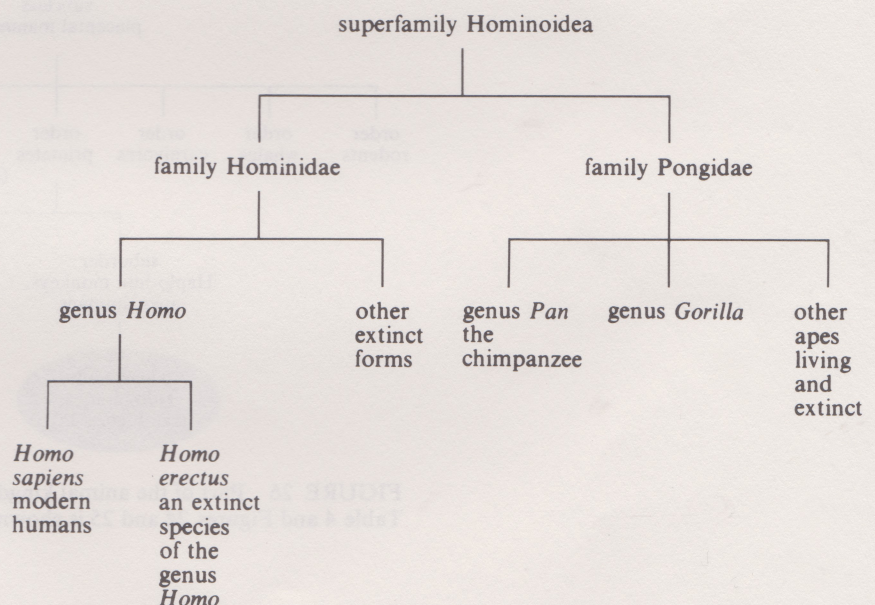 superfamily Hominoidea
family Hominidae
family Pongidae
genus Homo
other
extinct
forms
genus Pan
the
chimpanzee
genus Gorilla
other
apes
living
and
extinct
Homo
sapiens
modern
humans
Homo
erectus
an extinct
species
of the
genus
Homo